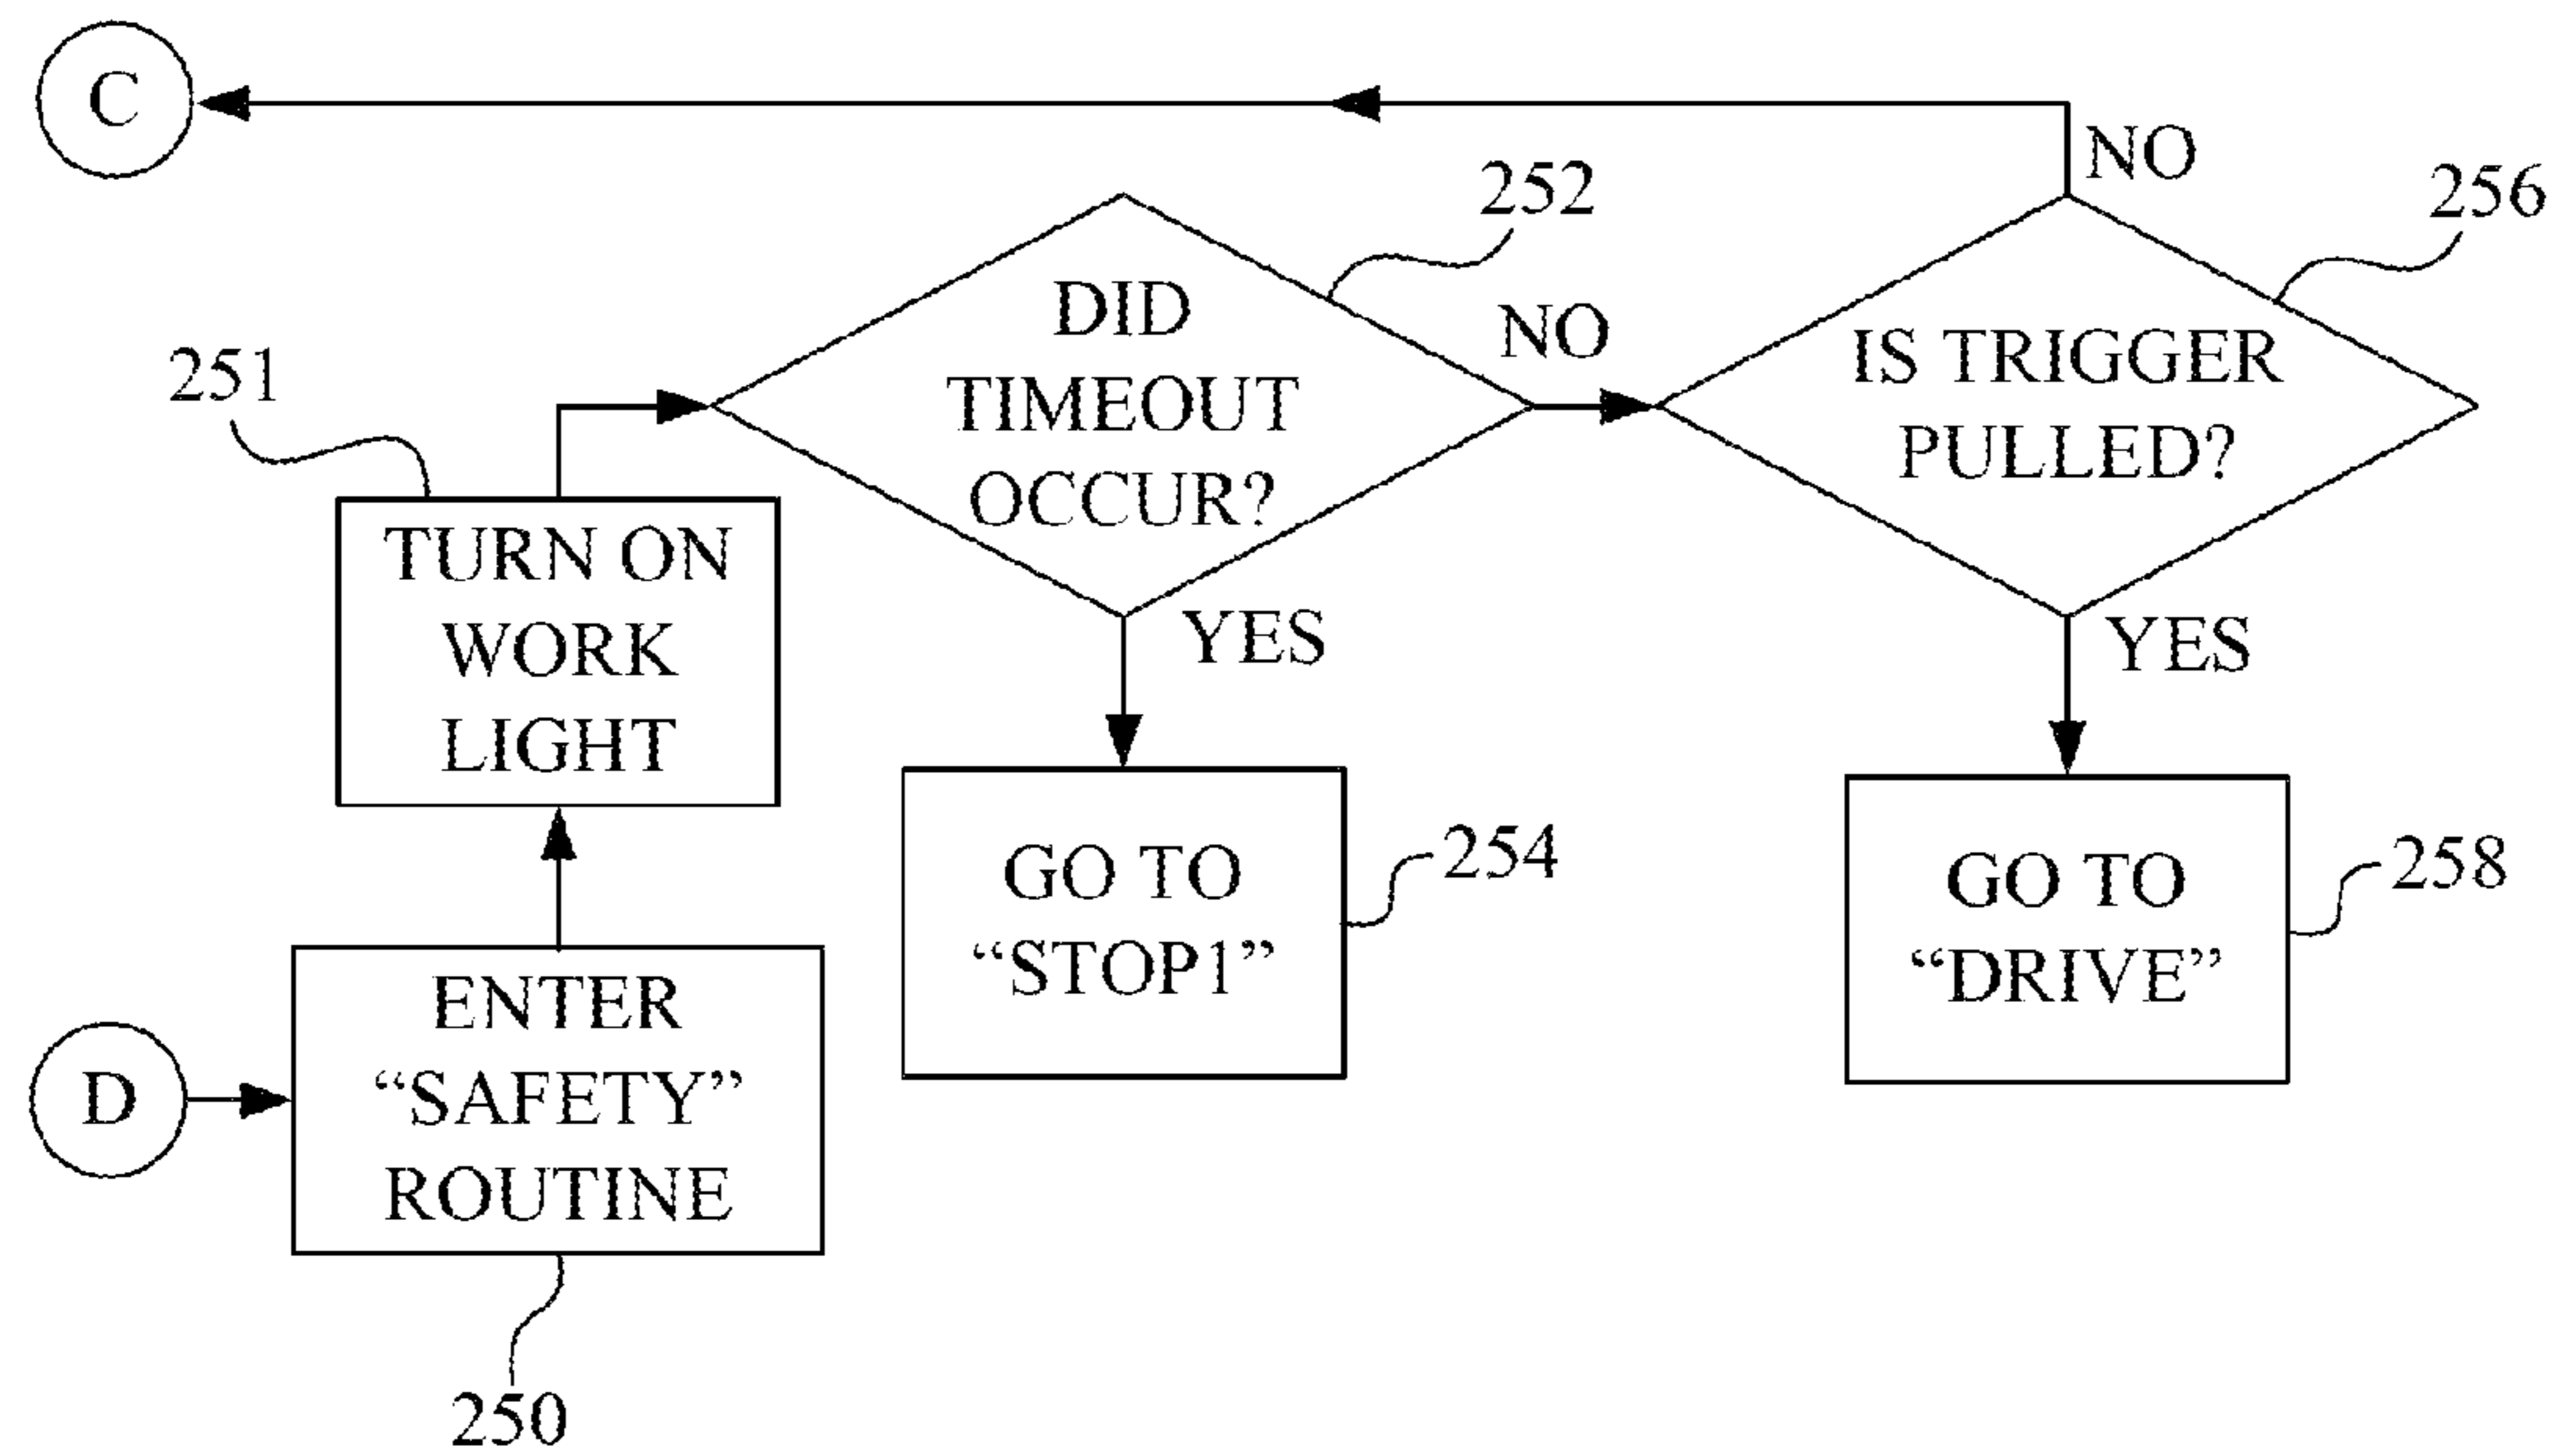 C
NO
252
256
DID
TIMEOUT
OCCUR?
NO
IS TRIGGER
PULLED?
251
TURN ON
WORK
LIGHT
YES
YES
GO TO
“STOP1”
254
GO TO
“DRIVE”
258
D
ENTER
“SAFETY”
ROUTINE
250